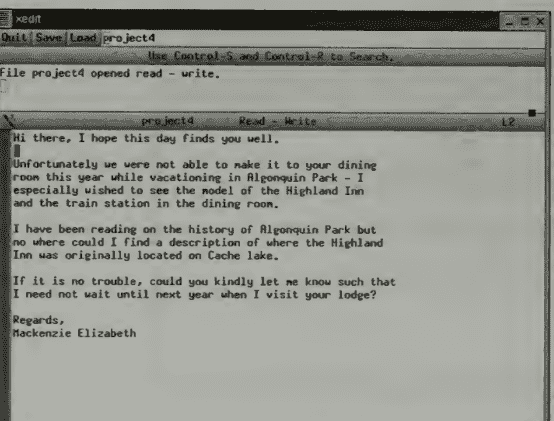 xedit
Quit Save Load project4
Use Control-S and Control-R to Search.
File project4 opened read - write.
project4 Read - Write L2
Hi there, I hope this day finds you well.
Unfortunately we were not able to make it to your dining
room this year while vacationing in Algonquin Park - I
especially wished to see the model of the Highland Inn
and the train station in the dining room.
I have been reading on the history of Algonquin Park but
no where could I find a description of where the Highland
Inn was originally located on Cache lake.
If it is no trouble, could you kindly let me know such that
I need not wait until next year when I visit your lodge?
Regards,
Mackenzie Elizabeth